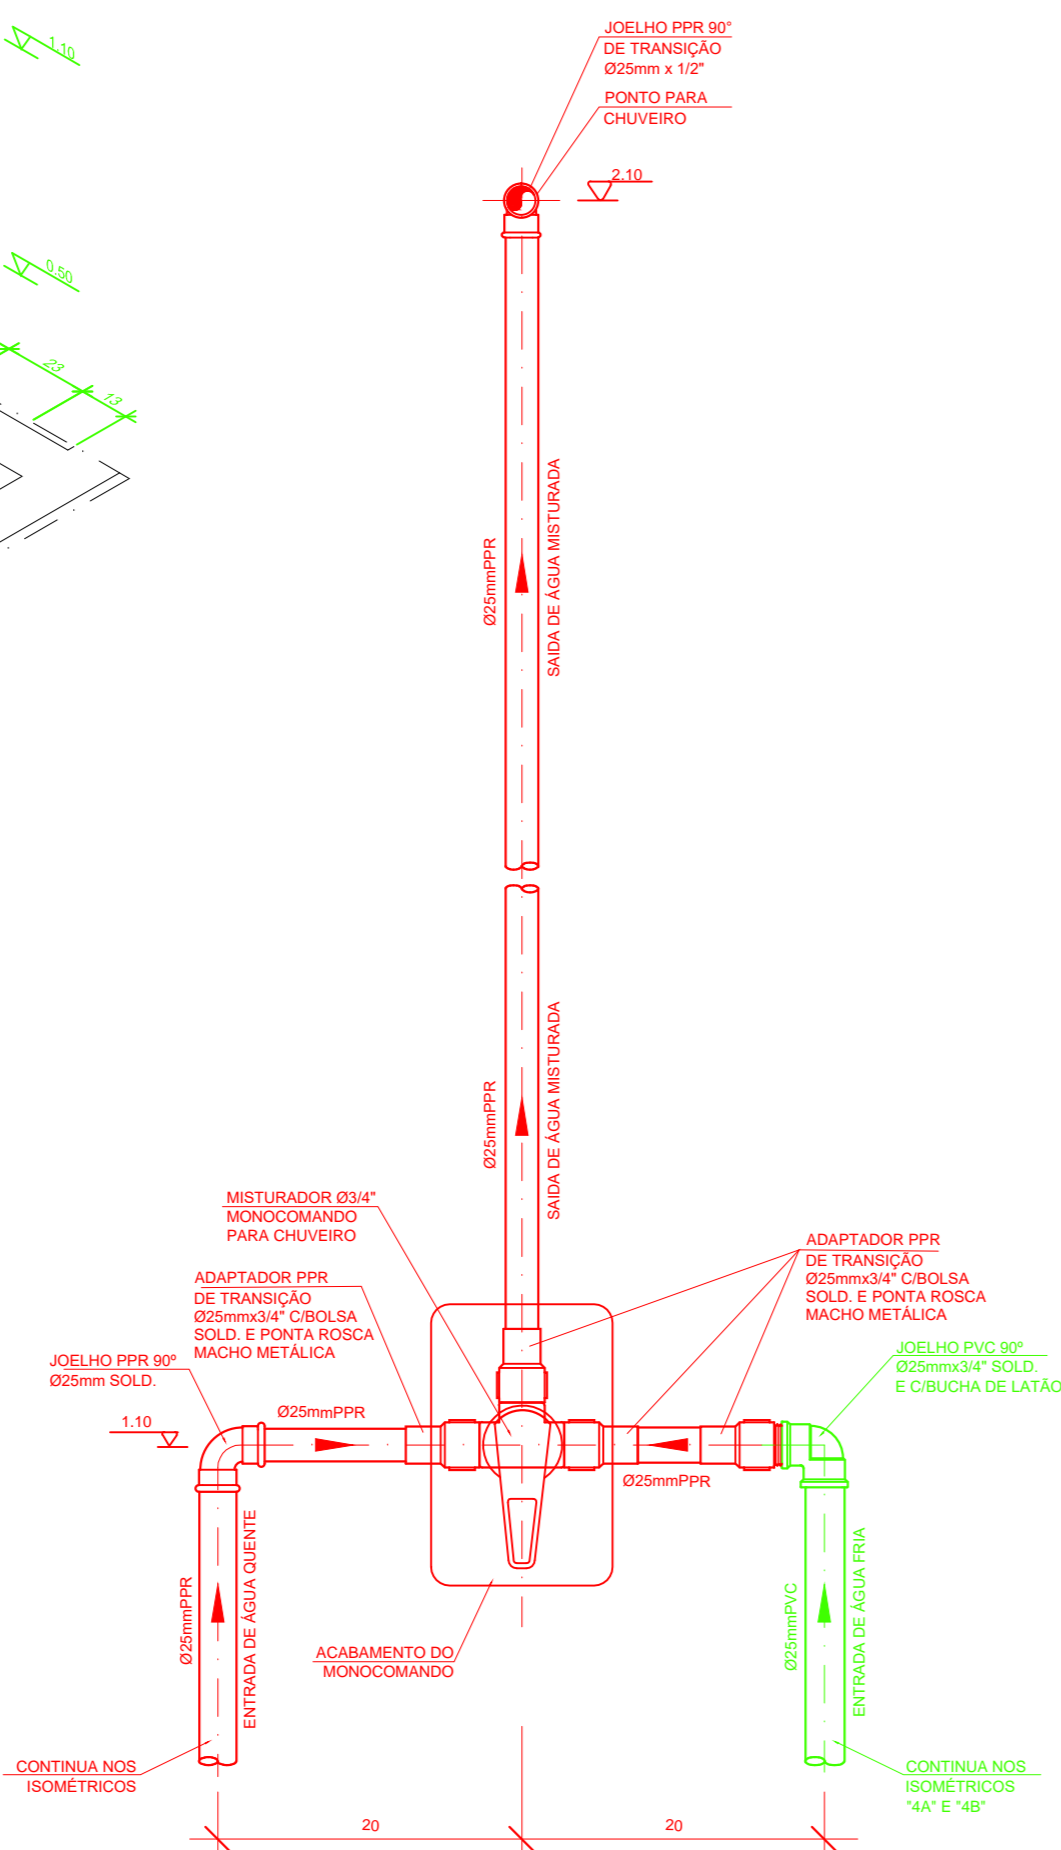 JOELHO PPR 90°
DE TRANSIÇÃO
Ø25mm x 1/2"
PONTO PARA
CHUVEIRO
1.10
2.10
0.50
23
13
Ø25mmPPR
SAIDA DE ÁGUA MISTURADA
Ø25mmPPR
SAIDA DE ÁGUA MISTURADA
MISTURADOR Ø3/4"
MONOCOMANDO
PARA CHUVEIRO
ADAPTADOR PPR
DE TRANSIÇÃO
Ø25mmx3/4" C/BOLSA
SOLD. E PONTA ROSCA
MACHO METÁLICA
ADAPTADOR PPR
DE TRANSIÇÃO
Ø25mmx3/4" C/BOLSA
SOLD. E PONTA ROSCA
MACHO METÁLICA
JOELHO PPR 90º
Ø25mm SOLD.
JOELHO PVC 90º
Ø25mmx3/4" SOLD.
E C/BUCHA DE LATÃO
1.10
Ø25mmPPR
Ø25mmPPR
Ø25mmPPR
ENTRADA DE ÁGUA QUENTE
Ø25mmPVC
ENTRADA DE ÁGUA FRIA
ACABAMENTO DO
MONOCOMANDO
CONTINUA NOS
ISOMÉTRICOS
CONTINUA NOS
ISOMÉTRICOS
"4A" E "4B"
20
20